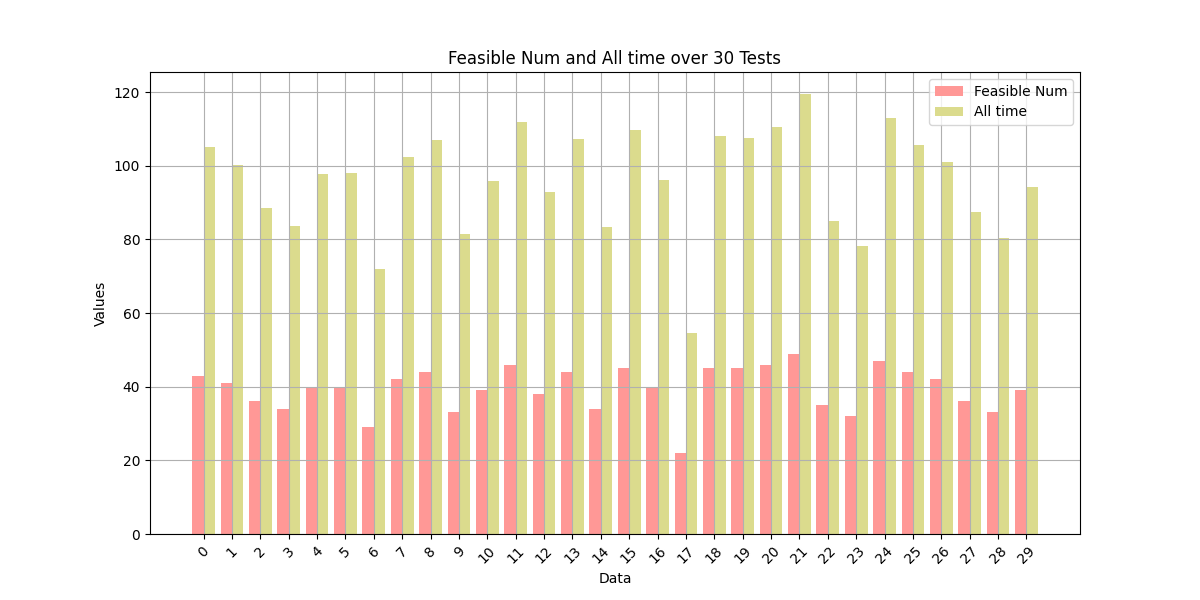 Feasible Num and All time over 30 Tests
Feasible Num
All time
120
100
80
60
40
20
0
Values
0 1 2 3 4 5 6 7 8 9 10 11 12 13 14 15 16 17 18 19 20 21 22 23 24 25 26 27 28 29
Data